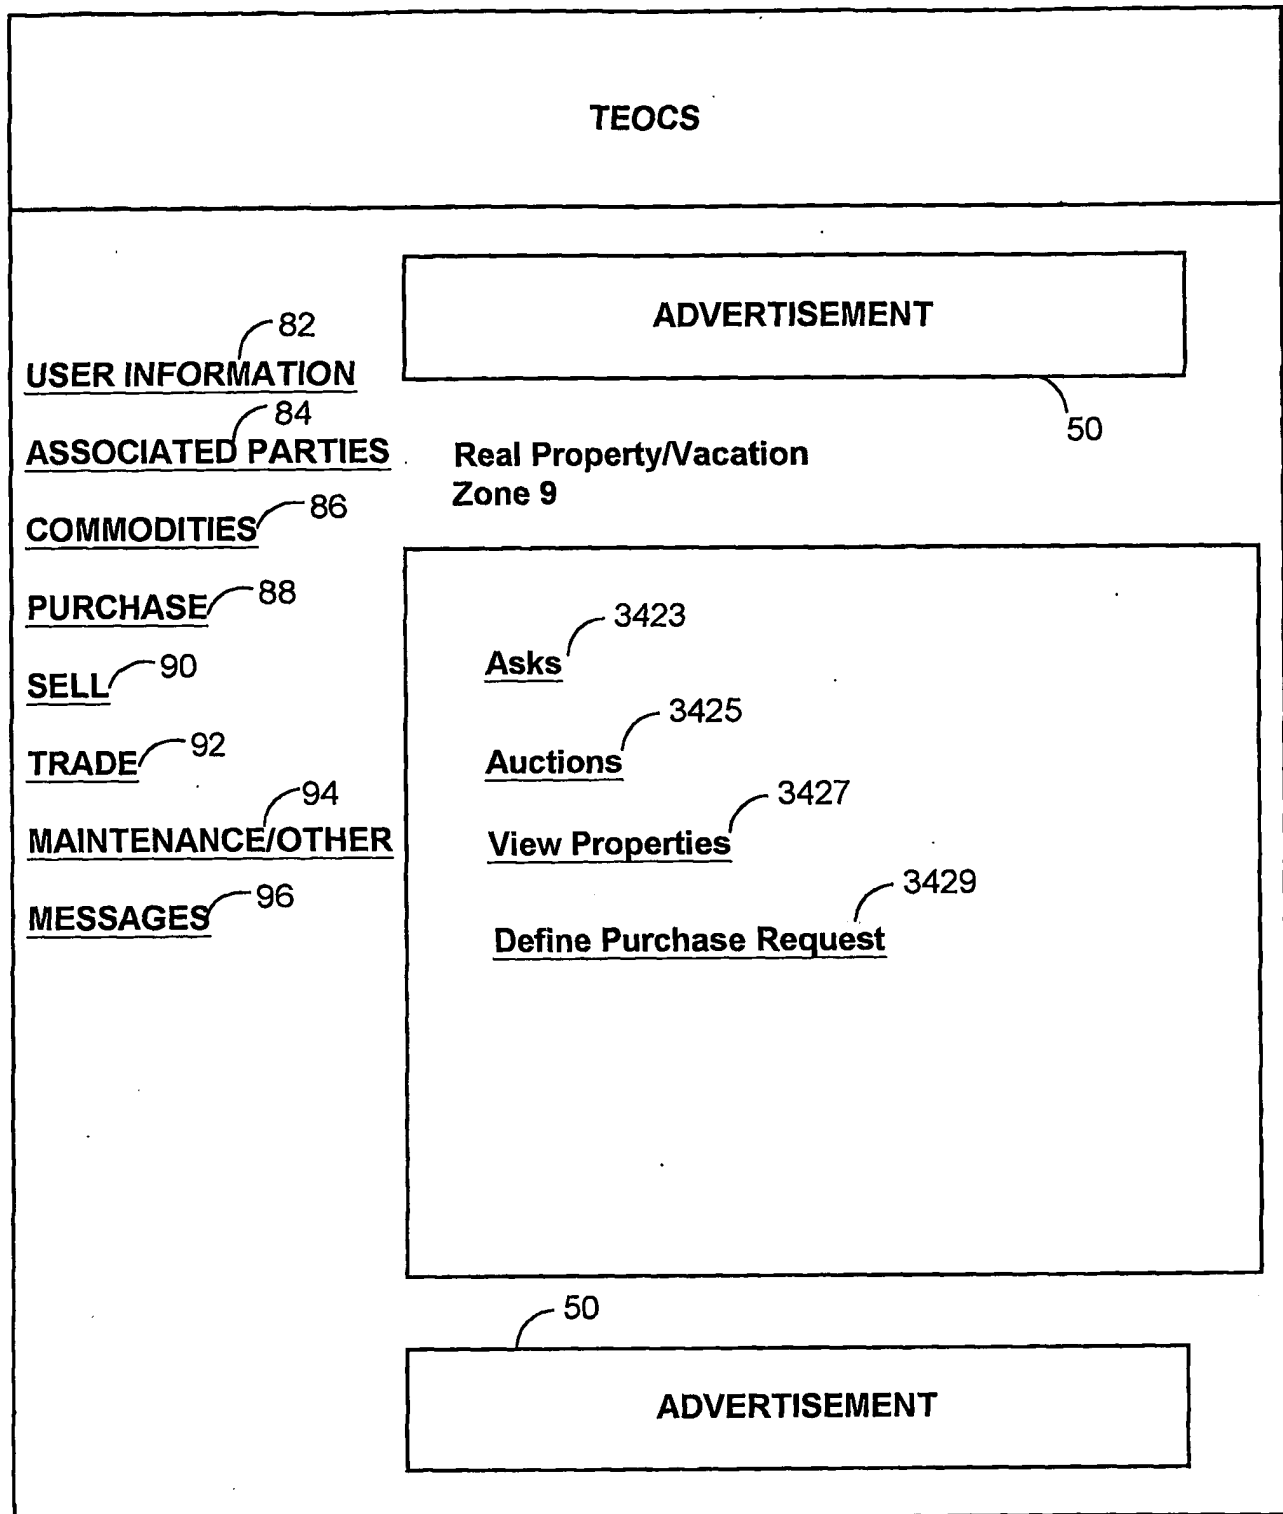 TEOCS
ADVERTISEMENT
50
82
USER INFORMATION
84
ASSOCIATED PARTIES
86
COMMODITIES
88
PURCHASE
90
SELL
92
TRADE
94
MAINTENANCE/OTHER
96
MESSAGES
Real Property/Vacation
Zone 9
3423
Asks
3425
Auctions
3427
View Properties
3429
Define Purchase Request
50
ADVERTISEMENT